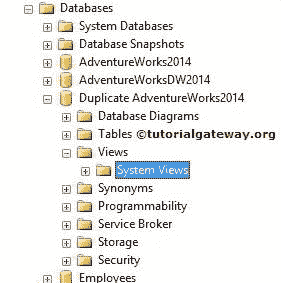 Databases
System Databases
Database Snapshots
AdventureWorks2014
AdventureWorksDW2014
Duplicate AdventureWorks2014
Database Diagrams
Tables ©tutorialgateway.org
Views
System Views
Synonyms
Programmability
Service Broker
Storage
Security
Employees